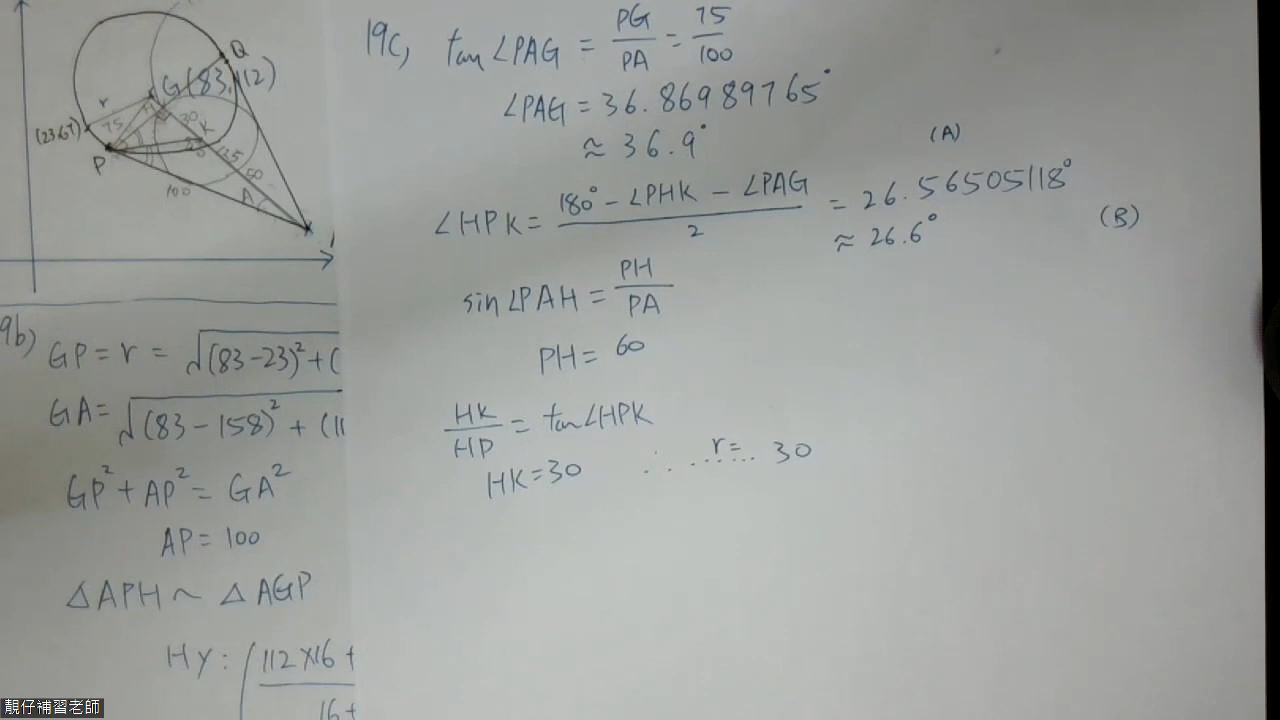 Q
G(83,112)
r
(23,67)
75
30
K
P
125
80
100
A
9b)
GP = r = √(83-23)²+(
GA= √(83-158)² + (11
GP² + AP² = GA²
AP = 100
△APH ~ △AGP
Hy: (112×16 +
16+
19c, tan∠PAG = PG/PA = 75/100
∠PAG = 36.86989765°
≈ 36.9°
(A)
∠HPK = (180° - ∠PHK - ∠PAG)/2 = 26.56505118°
≈ 26.6°
(B)
sin∠PAH = PH/PA
PH = 60
HK/HP = tan∠HPK
HK = 30 ∴ ...... r= 30
靚仔補習老師